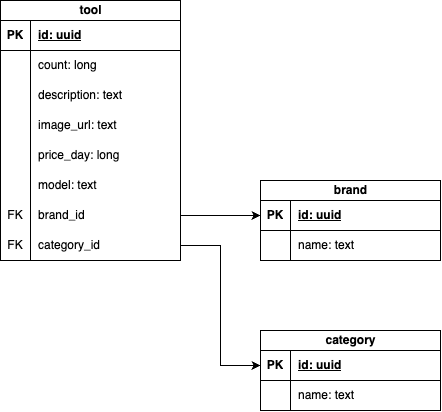 tool
PK id: uuid
count: long
description: text
image_url: text
price_day: long
model: text
FK brand_id
FK category_id
brand
PK id: uuid
name: text
category
PK id: uuid
name: text